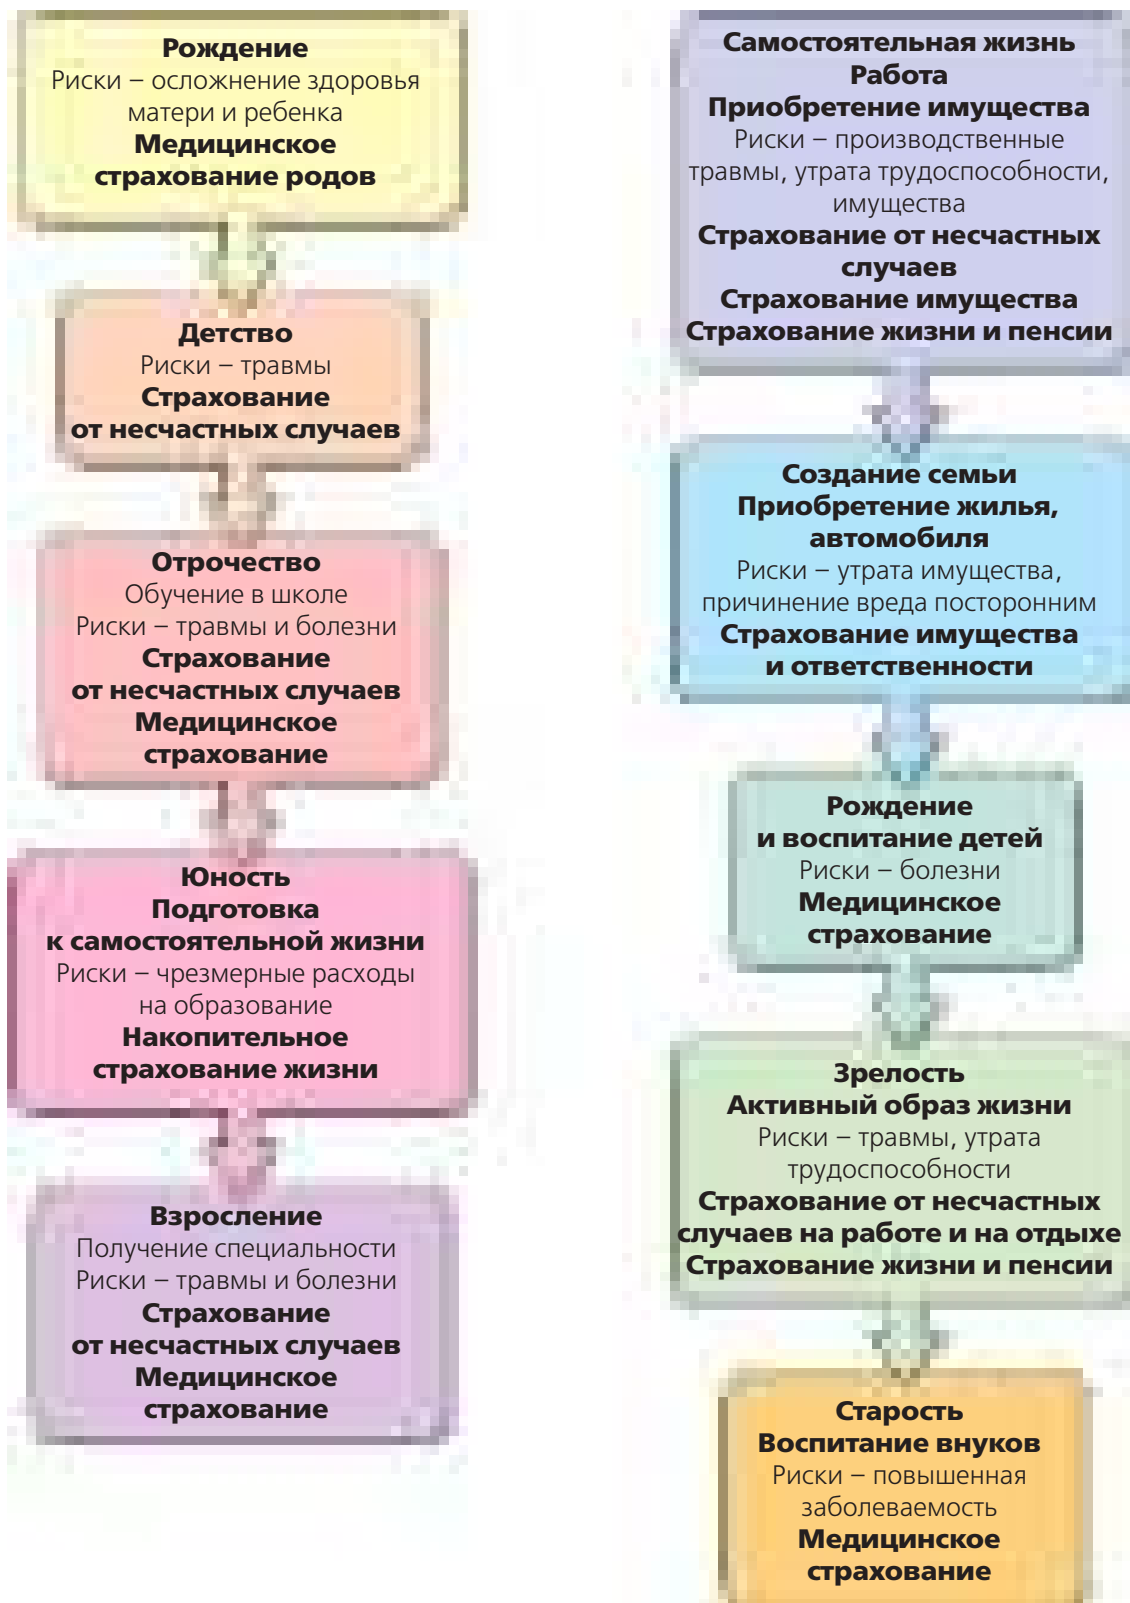 Рождение
Риски – осложнение здоровья
матери и ребенка
Медицинское
страхование родов
Детство
Риски – травмы
Страхование
от несчастных случаев
Отрочество
Обучение в школе
Риски – травмы и болезни
Страхование
от несчастных случаев
Медицинское
страхование
Юность
Подготовка
к самостоятельной жизни
Риски – чрезмерные расходы
на образование
Накопительное
страхование жизни
Взросление
Получение специальности
Риски – травмы и болезни
Страхование
от несчастных случаев
Медицинское
страхование
Самостоятельная жизнь
Работа
Приобретение имущества
Риски – производственные
травмы, утрата трудоспособности,
имущества
Страхование от несчастных
случаев
Страхование имущества
Страхование жизни и пенсии
Создание семьи
Приобретение жилья,
автомобиля
Риски – утрата имущества,
причинение вреда посторонним
Страхование имущества
и ответственности
Рождение
и воспитание детей
Риски – болезни
Медицинское
страхование
Зрелость
Активный образ жизни
Риски – травмы, утрата
трудоспособности
Страхование от несчастных
случаев на работе и на отдыхе
Страхование жизни и пенсии
Старость
Воспитание внуков
Риски – повышенная
заболеваемость
Медицинское
страхование